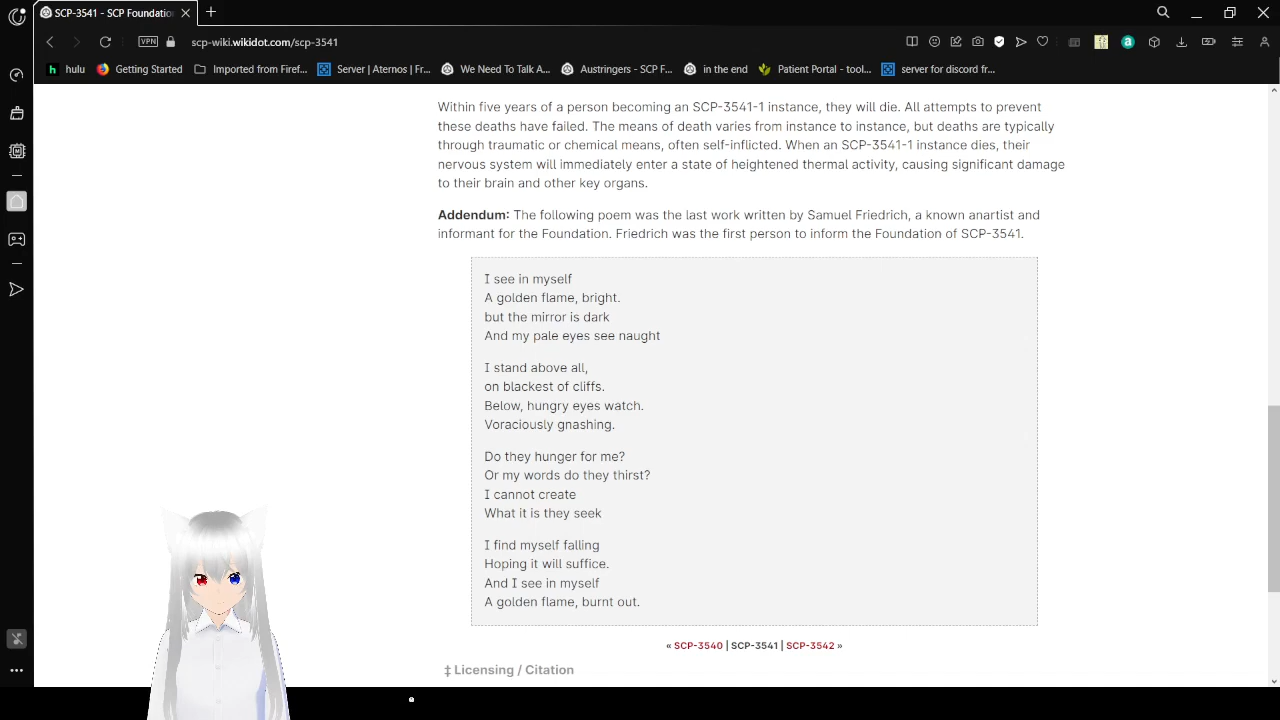 SCP-3541 - SCP Foundatio
VPN
scp-wiki.wikidot.com/scp-3541
h hulu
Getting Started
Imported from Firef...
Server | Aternos | Fr...
We Need To Talk A...
Austringers - SCP F...
in the end
Patient Portal - tool...
server for discord fr...
Within five years of a person becoming an SCP-3541-1 instance, they will die. All attempts to prevent
these deaths have failed. The means of death varies from instance to instance, but deaths are typically
through traumatic or chemical means, often self-inflicted. When an SCP-3541-1 instance dies, their
nervous system will immediately enter a state of heightened thermal activity, causing significant damage
to their brain and other key organs.
Addendum: The following poem was the last work written by Samuel Friedrich, a known anartist and
informant for the Foundation. Friedrich was the first person to inform the Foundation of SCP-3541.
I see in myself
A golden flame, bright.
but the mirror is dark
And my pale eyes see naught
I stand above all,
on blackest of cliffs.
Below, hungry eyes watch.
Voraciously gnashing.
Do they hunger for me?
Or my words do they thirst?
I cannot create
What it is they seek
I find myself falling
Hoping it will suffice.
And I see in myself
A golden flame, burnt out.
« SCP-3540 | SCP-3541 | SCP-3542 »
‡ Licensing / Citation